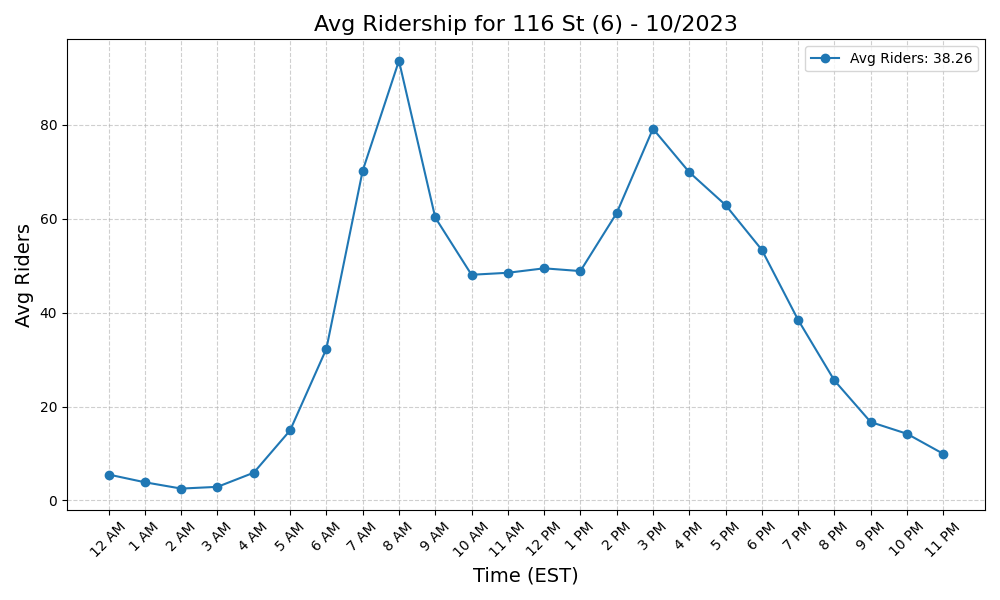 Avg Ridership for 116 St (6) - 10/2023
Avg Riders: 38.26
Avg Riders
80
60
40
20
0
12 AM
1 AM
2 AM
3 AM
4 AM
5 AM
6 AM
7 AM
8 AM
9 AM
10 AM
11 AM
12 PM
1 PM
2 PM
3 PM
4 PM
5 PM
6 PM
7 PM
8 PM
9 PM
10 PM
11 PM
Time (EST)